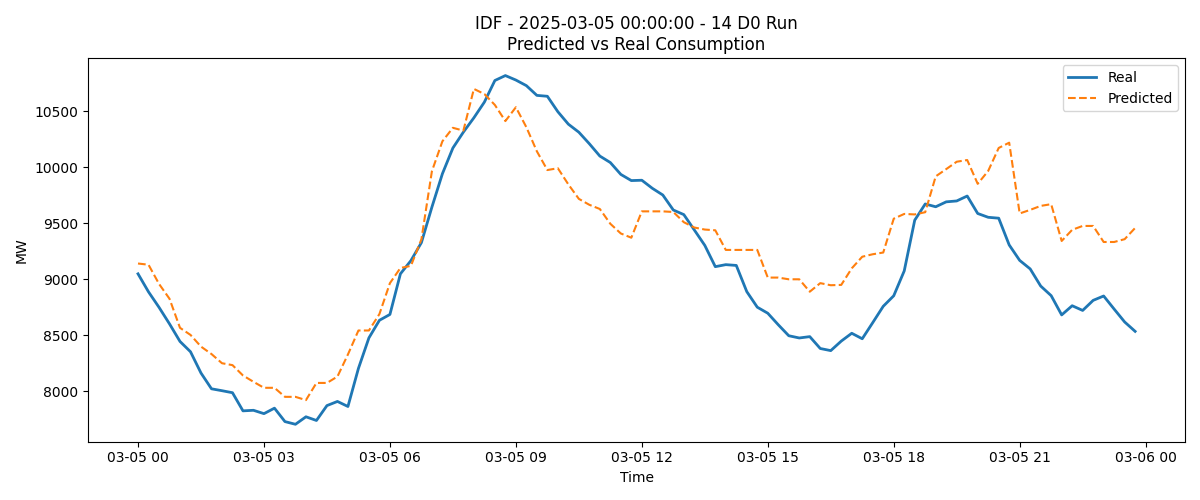 IDF - 2025-03-05 00:00:00 - 14 D0 Run
Predicted vs Real Consumption
Real
Predicted
MW
10500
10000
9500
9000
8500
8000
03-05 00
03-05 03
03-05 06
03-05 09
03-05 12
03-05 15
03-05 18
03-05 21
03-06 00
Time